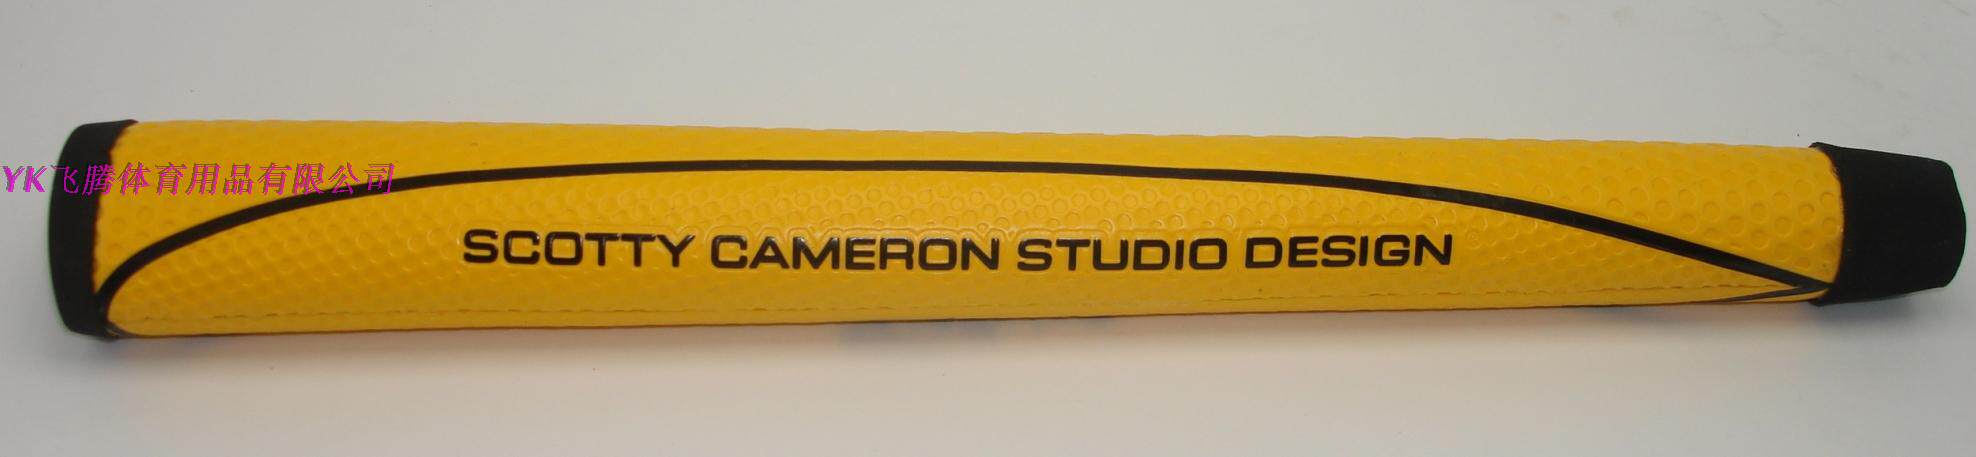 YK飞腾体育用品有限公司
SCOTTY CAMERON STUDIO DESIGN